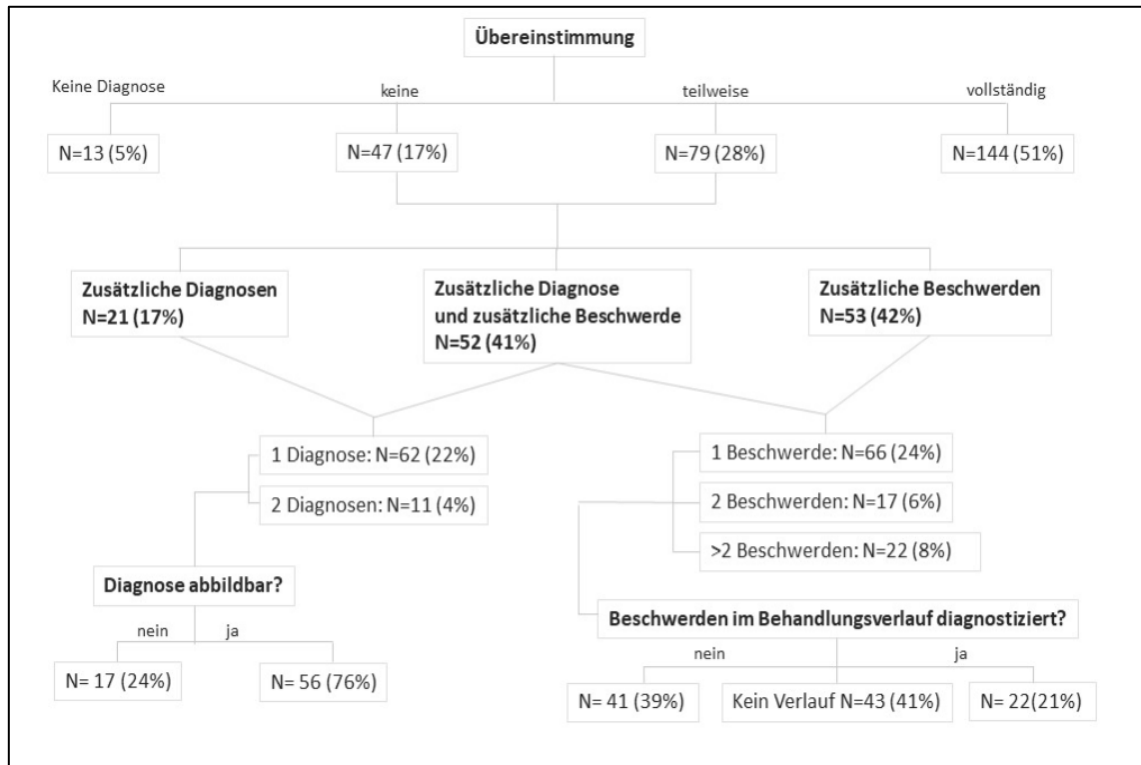 Übereinstimmung
Keine Diagnose
keine
teilweise
vollständig
N=13 (5%)
N=47 (17%)
N=79 (28%)
N=144 (51%)
Zusätzliche Diagnosen
N=21 (17%)
Zusätzliche Diagnose
und zusätzliche Beschwerde
N=52 (41%)
Zusätzliche Beschwerden
N=53 (42%)
1 Diagnose: N=62 (22%)
2 Diagnosen: N=11 (4%)
1 Beschwerde: N=66 (24%)
2 Beschwerden: N=17 (6%)
>2 Beschwerden: N=22 (8%)
Diagnose abbildbar?
nein
ja
N= 17 (24%)
N= 56 (76%)
Beschwerden im Behandlungsverlauf diagnostiziert?
nein
ja
N= 41 (39%)
Kein Verlauf N=43 (41%)
N= 22(21%)